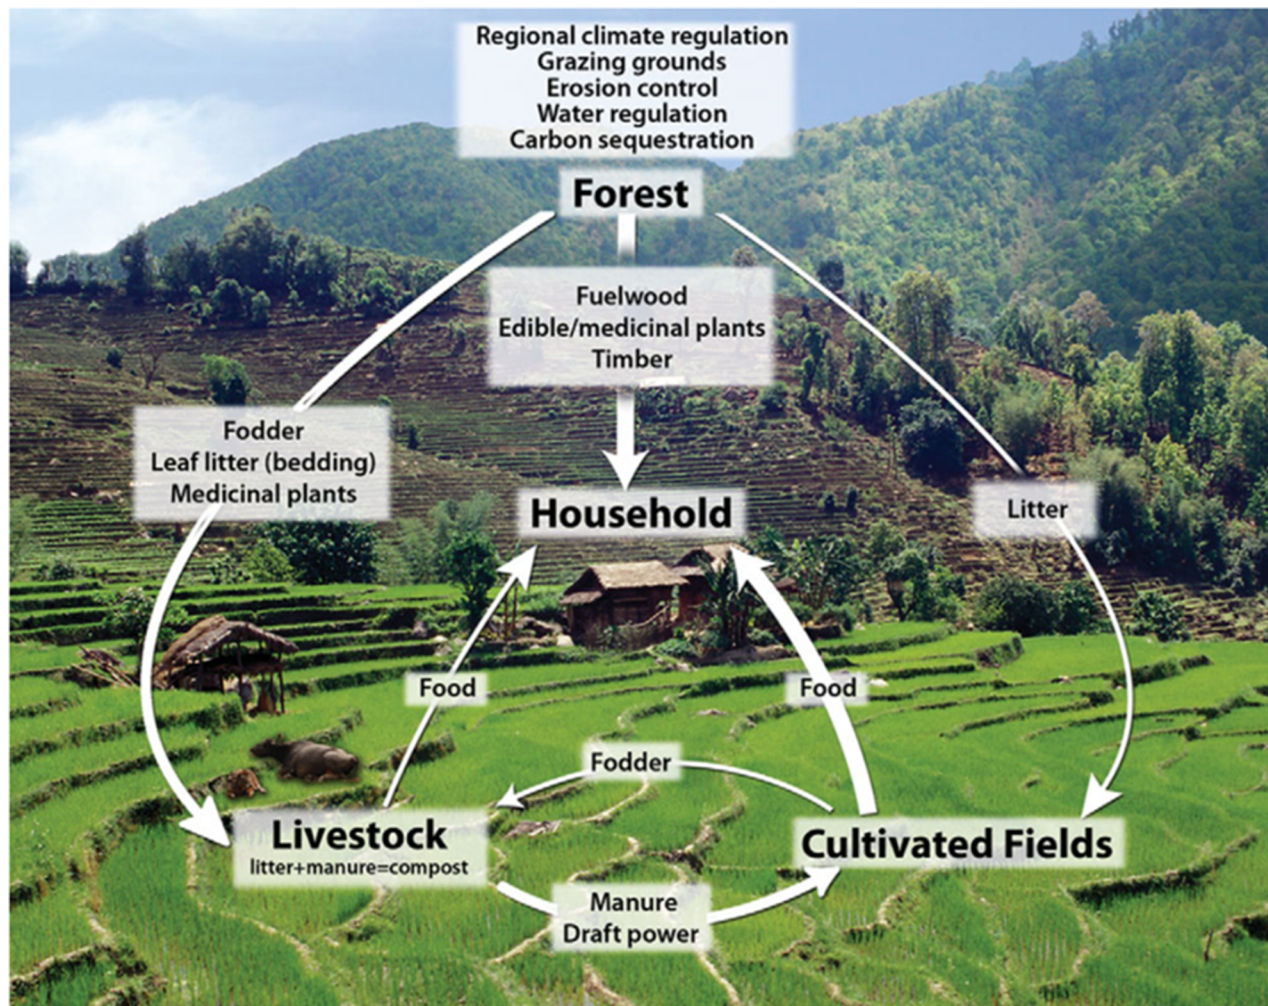 Regional climate regulation
Grazing grounds
Erosion control
Water regulation
Carbon sequestration
Forest
Fuelwood
Edible/medicinal plants
Timber
Fodder
Leaf litter (bedding)
Medicinal plants
Household
Litter
Food
Food
Fodder
Livestock
litter+manure=compost
Cultivated Fields
Manure
Draft power